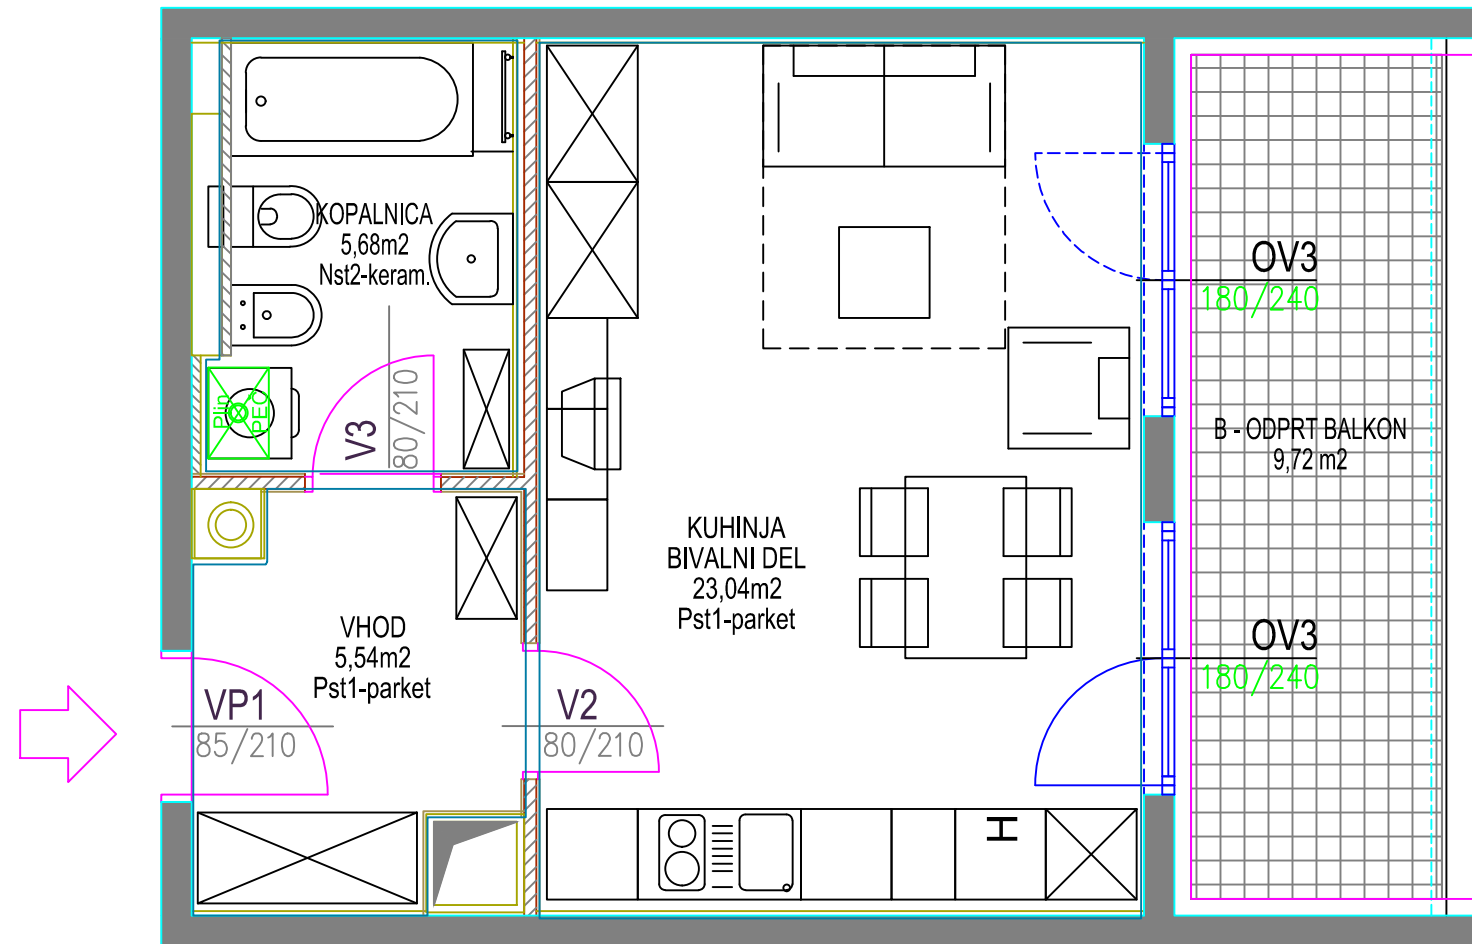 KOPALNICA
5,68m2
Nst2-keram.
Plin
PEČ
V3
80/210
VHOD
5,54m2
Pst1-parket
VP1
85/210
V2
80/210
KUHINJA
BIVALNI DEL
23,04m2
Pst1-parket
H
OV3
180/240
B - ODPRT BALKON
9,72 m2
OV3
180/240